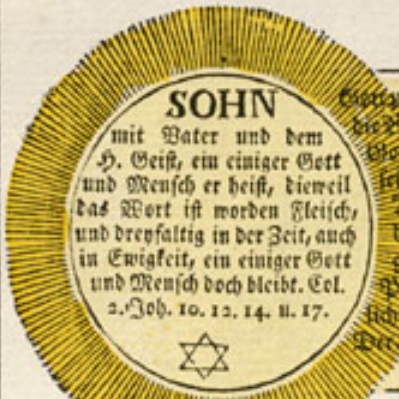 SOHN
mit Vater und dem
H. Geiſt, ein einiger Gott
und Menſch er heiſt, dieweil
das Wort iſt worden Fleiſch,
und dreyfaltig in der Zeit, auch
in Ewigkeit, ein einiger Gott
und Menſch doch bleibt. Col.
2. Joh. 10. 12. 14. u. 17.